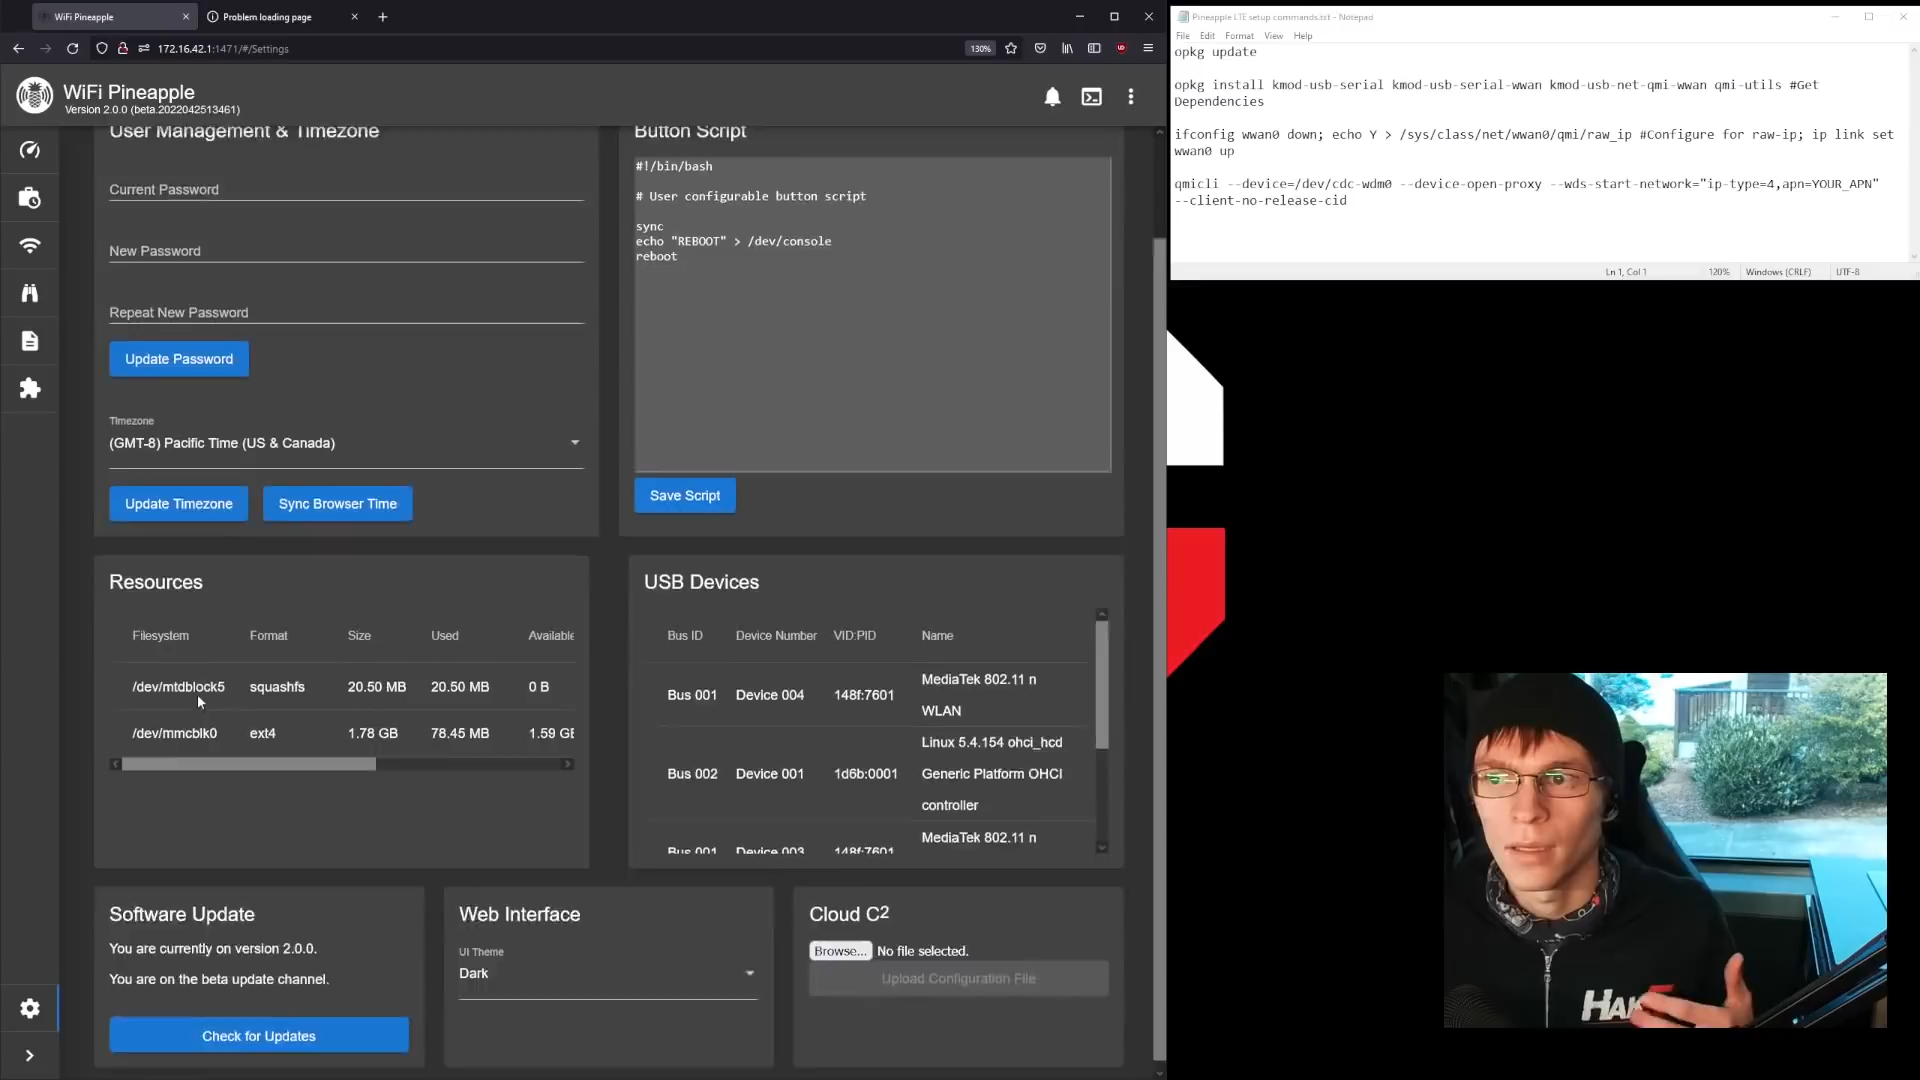 WiFi Pineapple
Problem loading page
172.16.42.1:1471/#/Settings
130%
WiFi Pineapple
Version 2.0.0 (beta.2022042513461)
User Management & Timezone
Current Password
New Password
Repeat New Password
Update Password
Timezone
(GMT-8) Pacific Time (US & Canada)
Update Timezone
Sync Browser Time
Button Script
#!/bin/bash
# User configurable button script
sync
echo "REBOOT" > /dev/console
reboot
Save Script
Resources
Filesystem Format Size Used Available
/dev/mtdblock5 squashfs 20.50 MB 20.50 MB 0 B
/dev/mmcblk0 ext4 1.78 GB 78.45 MB 1.59 GB
USB Devices
Bus ID Device Number VID:PID Name
Bus 001 Device 004 148f:7601 MediaTek 802.11 n
WLAN
Bus 002 Device 001 1d6b:0001 Linux 5.4.154 ohci_hcd
Generic Platform OHCI
controller
Bus 001 Device 003 148f:7601 MediaTek 802.11 n
Software Update
You are currently on version 2.0.0.
You are on the beta update channel.
Check for Updates
Web Interface
UI Theme
Dark
Cloud C2
Browse... No file selected.
Upload Configuration File
Pineapple LTE setup commands.txt - Notepad
File Edit Format View Help
opkg update
opkg install kmod-usb-serial kmod-usb-serial-wwan kmod-usb-net-qmi-wwan qmi-utils #Get
Dependencies
ifconfig wwan0 down; echo Y > /sys/class/net/wwan0/qmi/raw_ip #Configure for raw-ip; ip link set
wwan0 up
qmicli --device=/dev/cdc-wdm0 --device-open-proxy --wds-start-network="ip-type=4,apn=YOUR_APN"
--client-no-release-cid
Ln 1, Col 1
120%
Windows (CRLF)
UTF-8